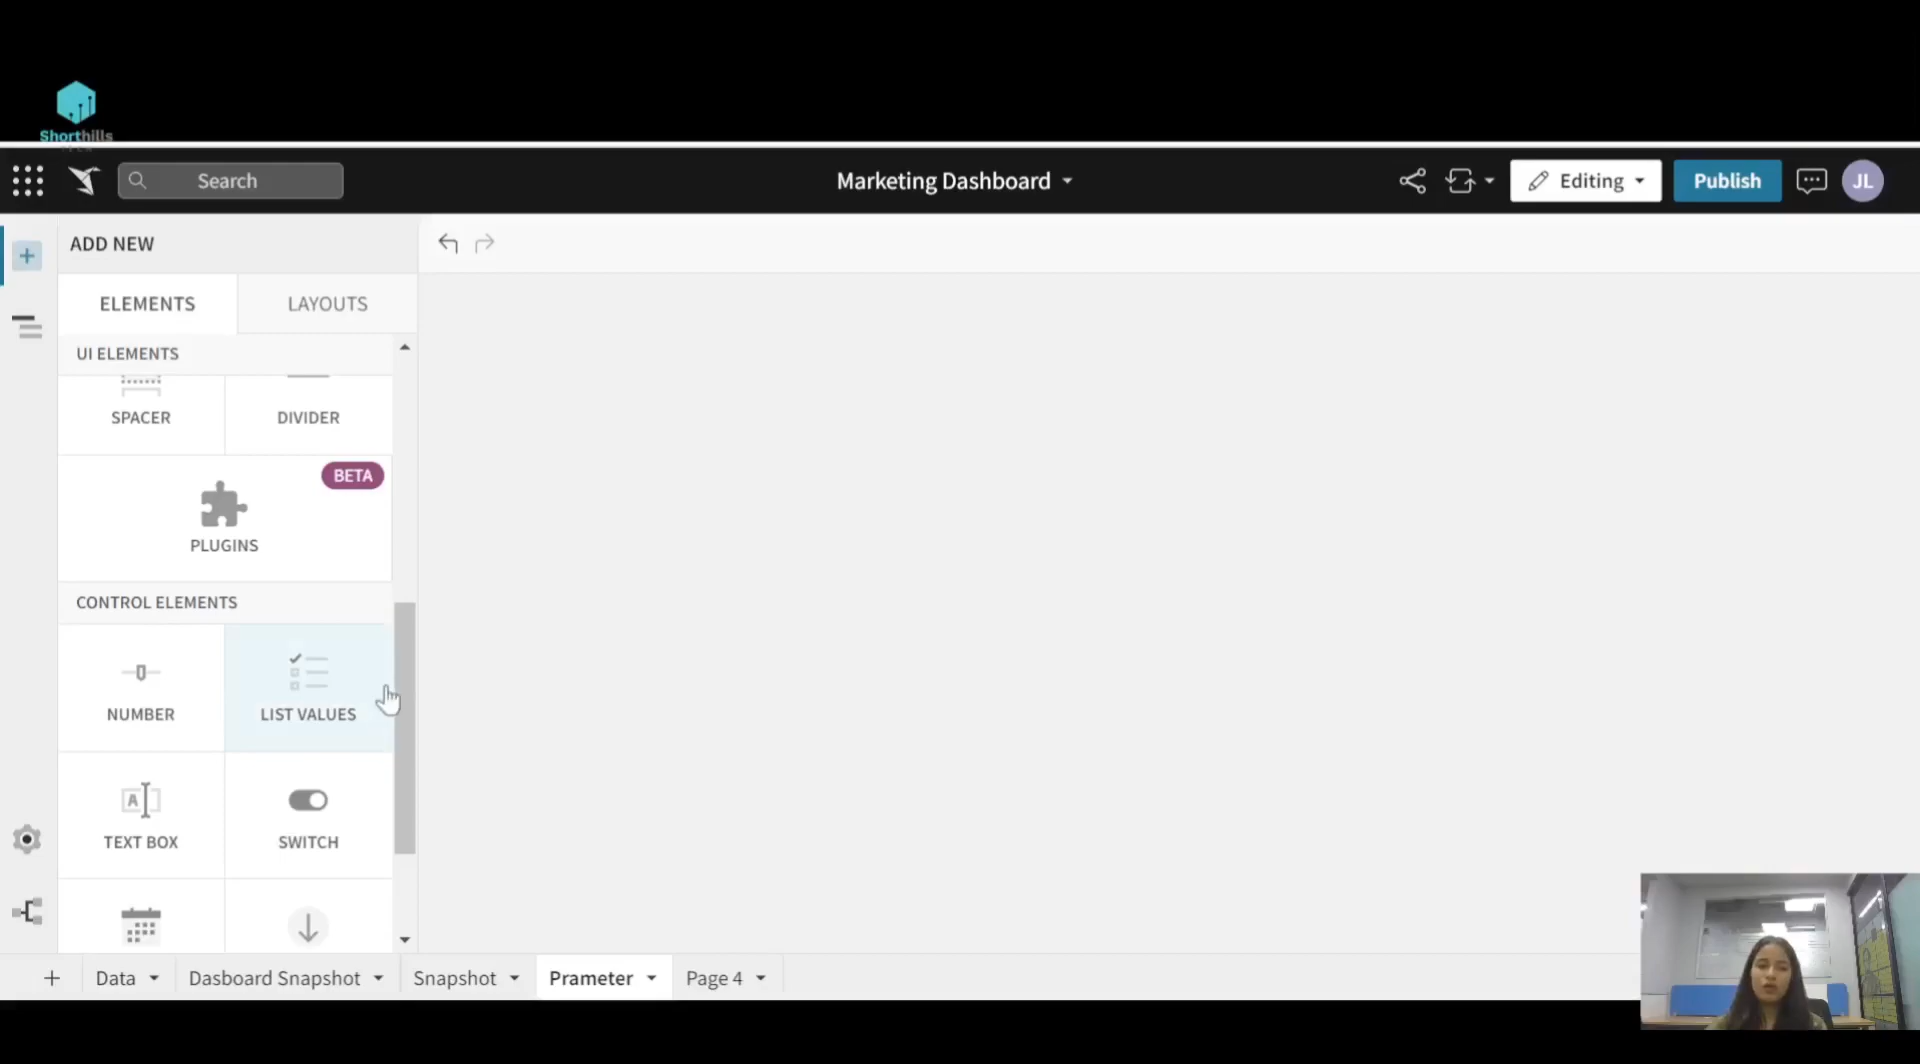 Shorthills
Search
Marketing Dashboard
Editing
Publish
JL
ADD NEW
ELEMENTS
LAYOUTS
UI ELEMENTS
SPACER
DIVIDER
BETA
PLUGINS
CONTROL ELEMENTS
NUMBER
LIST VALUES
A
TEXT BOX
SWITCH
Data
Dasboard Snapshot
Snapshot
Prameter
Page 4